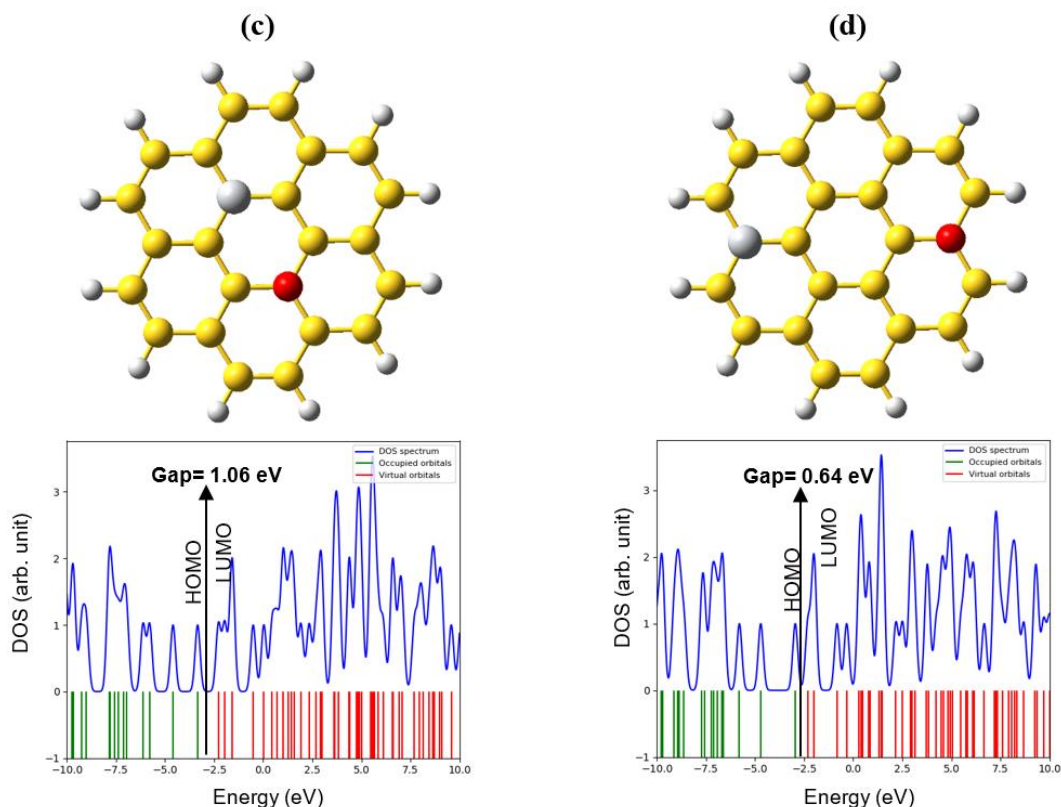 (c)
(d)
DOS spectrum
Occupied orbitals
Virtual orbitals
Gap= 1.06 eV
HOMO
LUMO
DOS (arb. unit)
3
2
1
0
−1
−10.0 −7.5 −5.0 −2.5 0.0 2.5 5.0 7.5 10.0
Energy (eV)
DOS spectrum
Occupied orbitals
Virtual orbitals
Gap= 0.64 eV
HOMO
LUMO
DOS (arb. unit)
3
2
1
0
−1
−10.0 −7.5 −5.0 −2.5 0.0 2.5 5.0 7.5 10.0
Energy (eV)